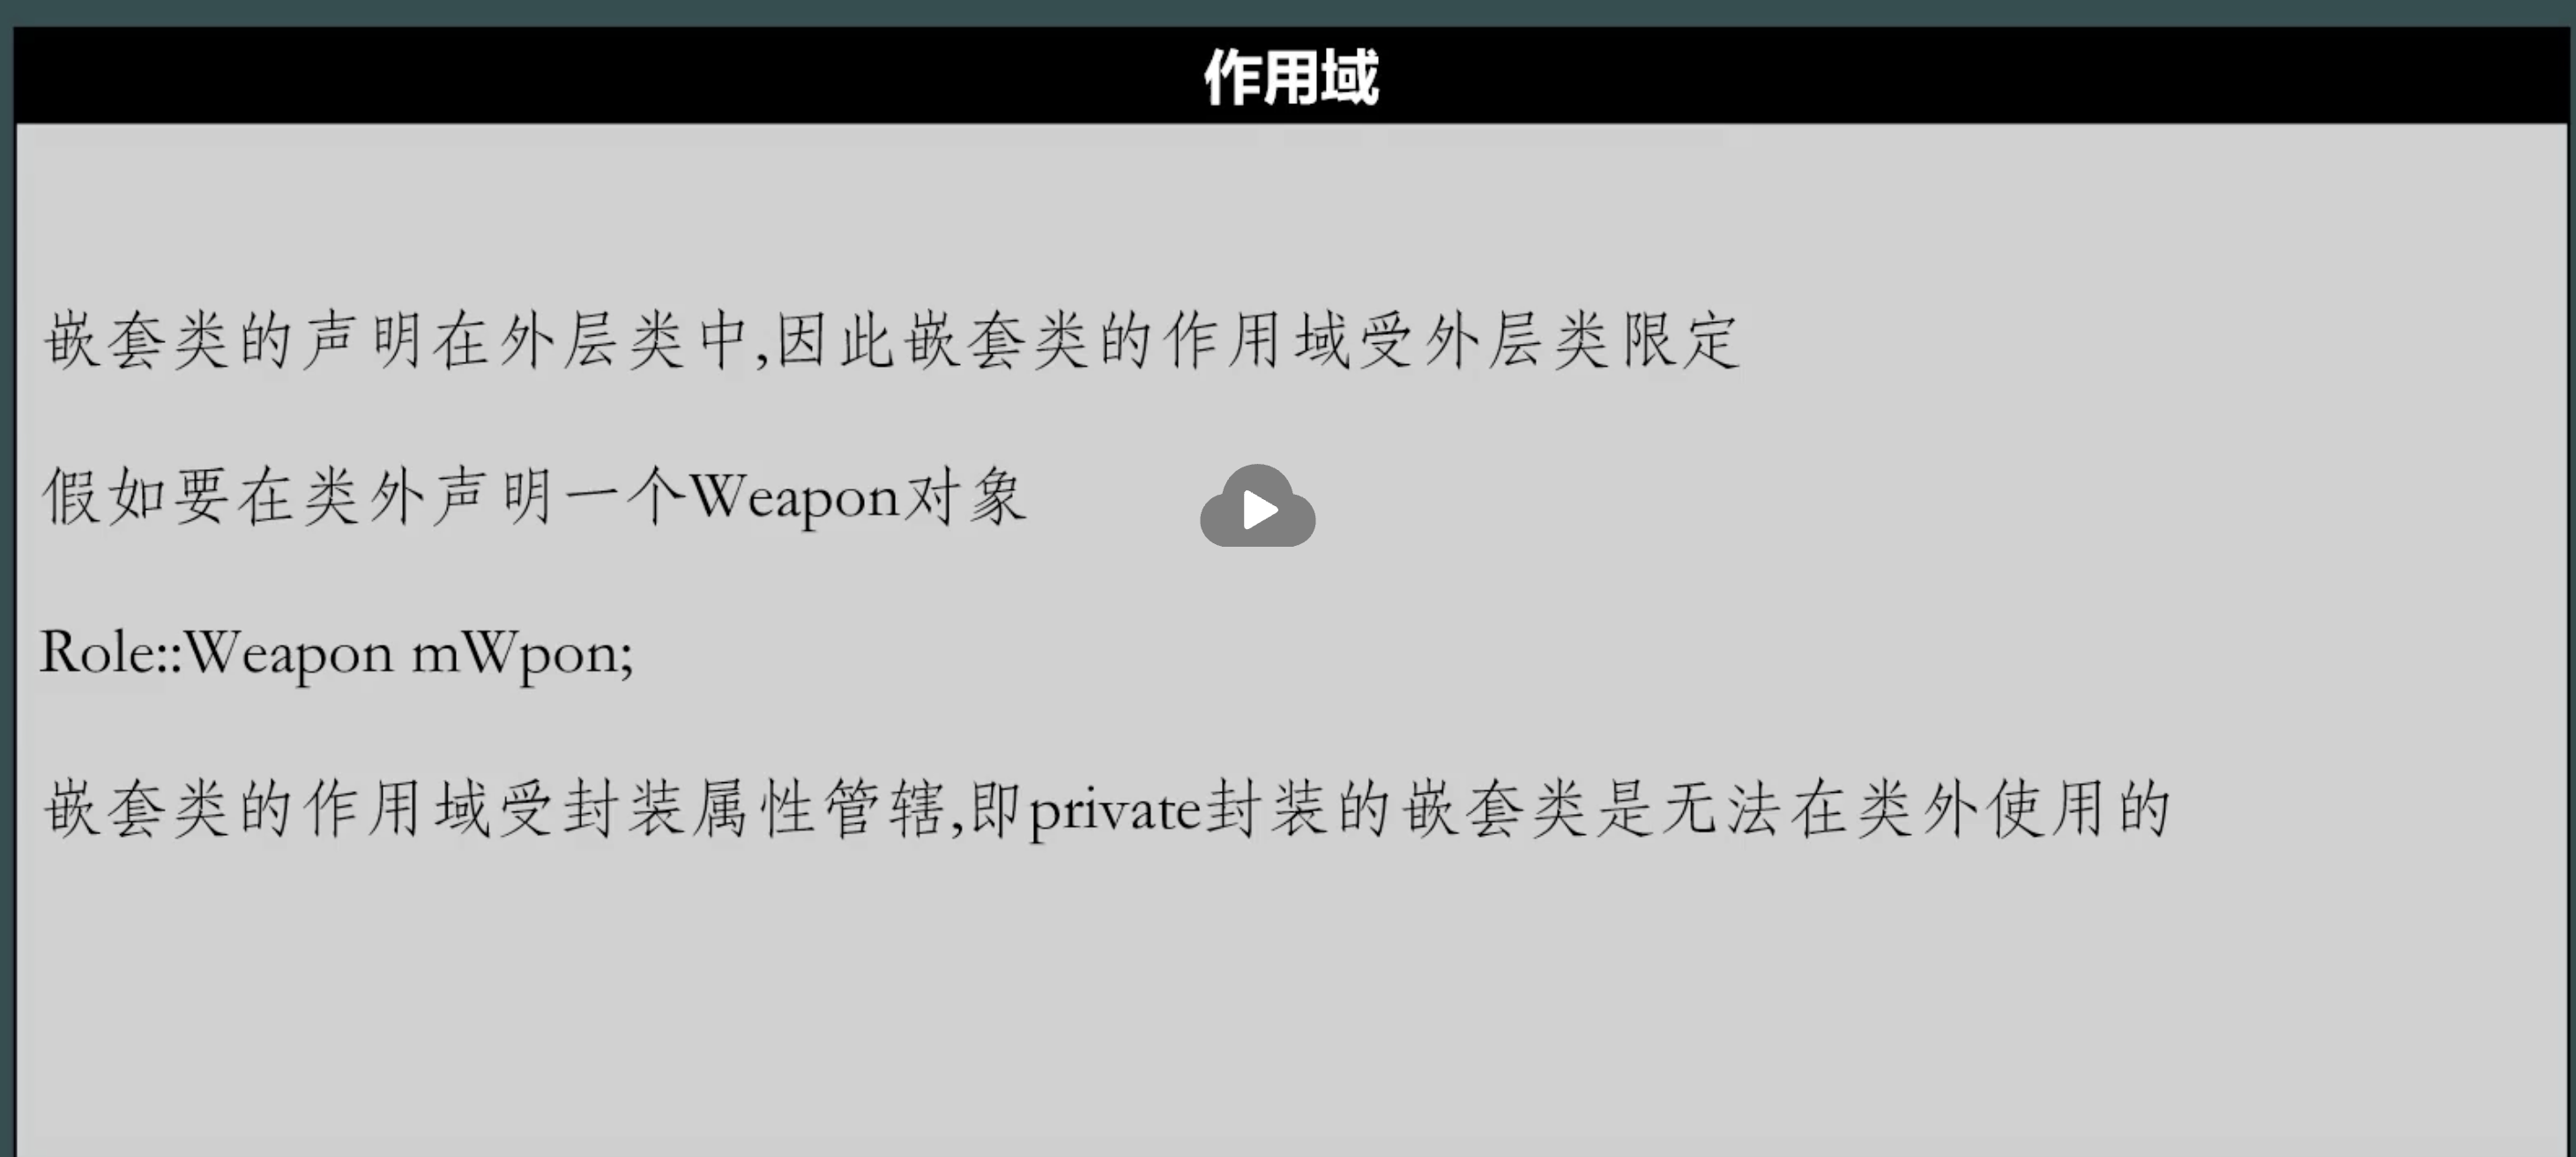 作用域
嵌套类的声明在外层类中,因此嵌套类的作用域受外层类限定
假如要在类外声明一个Weapon对象
Role::Weapon mWpon;
嵌套类的作用域受封装属性管辖,即private封装的嵌套类是无法在类外使用的